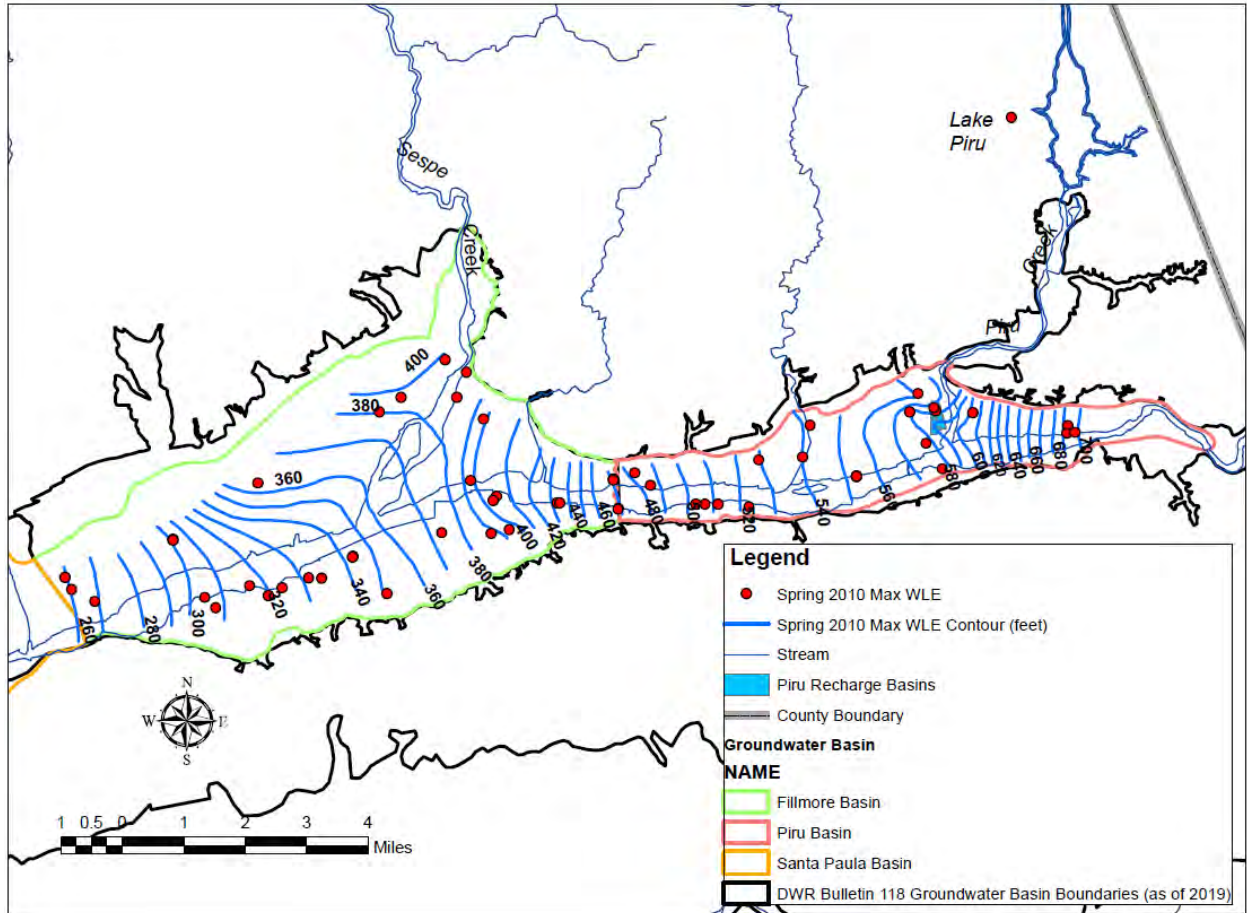 Lake
Piru
Sespe
Creek
Creek
Piru
400
380
360
260
280
300
320
340
360
380
400
420
440
460
480
500
520
540
560
580
600
620
640
660
680
700
N
W E
S
1 0.5 0 1 2 3 4
Miles
Legend
Spring 2010 Max WLE
Spring 2010 Max WLE Contour (feet)
Stream
Piru Recharge Basins
County Boundary
Groundwater Basin
NAME
Fillmore Basin
Piru Basin
Santa Paula Basin
DWR Bulletin 118 Groundwater Basin Boundaries (as of 2019)